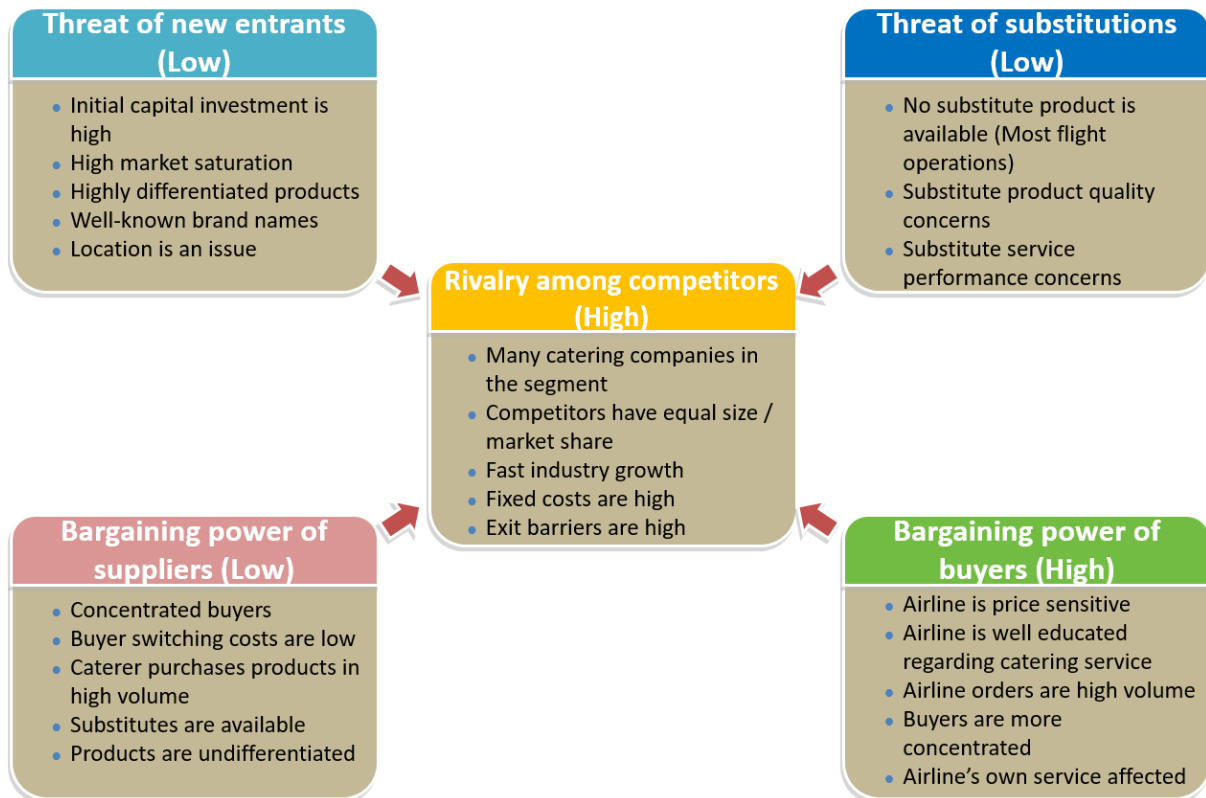 Threat of new entrants
(Low)
Initial capital investment is
high
High market saturation
Highly differentiated products
Well-known brand names
Location is an issue
Threat of substitutions
(Low)
No substitute product is
available (Most flight
operations)
Substitute product quality
concerns
Substitute service
performance concerns
Rivalry among competitors
(High)
Many catering companies in
the segment
Competitors have equal size /
market share
Fast industry growth
Fixed costs are high
Exit barriers are high
Bargaining power of
suppliers (Low)
Concentrated buyers
Buyer switching costs are low
Caterer purchases products in
high volume
Substitutes are available
Products are undifferentiated
Bargaining power of
buyers (High)
Airline is price sensitive
Airline is well educated
regarding catering service
Airline orders are high volume
Buyers are more
concentrated
Airline’s own service affected